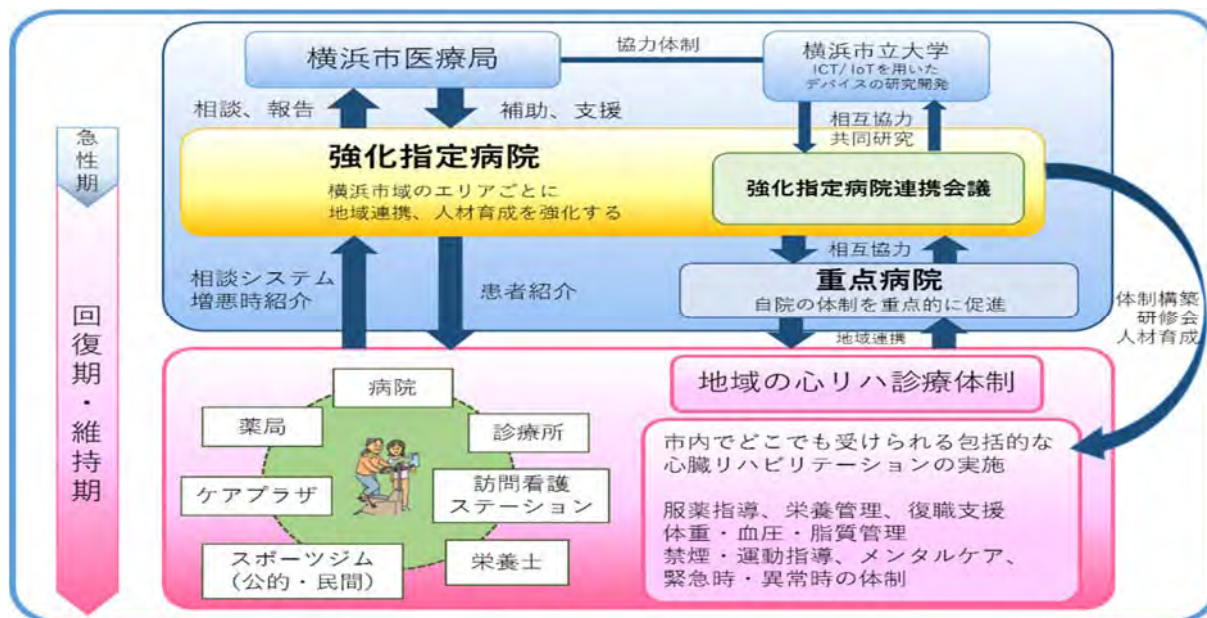 横浜市医療局
協力体制
横浜市立大学
ICT/ IoTを用いた
デバイスの研究開発
相談、報告
補助、支援
相互協力
共同研究
急性期
強化指定病院
横浜市域のエリアごとに
地域連携、人材育成を強化する
強化指定病院連携会議
相談システム
増悪時紹介
患者紹介
相互協力
重点病院
自院の体制を重点的に促進
地域連携
体制構築
研修会
人材育成
回復期・維持期
病院
薬局
診療所
ケアプラザ
訪問看護
ステーション
スポーツジム
（公的・民間）
栄養士
地域の心リハ診療体制
市内でどこでも受けられる包括的な
心臓リハビリテーションの実施
服薬指導、栄養管理、復職支援
体重・血圧・脂質管理
禁煙・運動指導、メンタルケア、
緊急時・異常時の体制